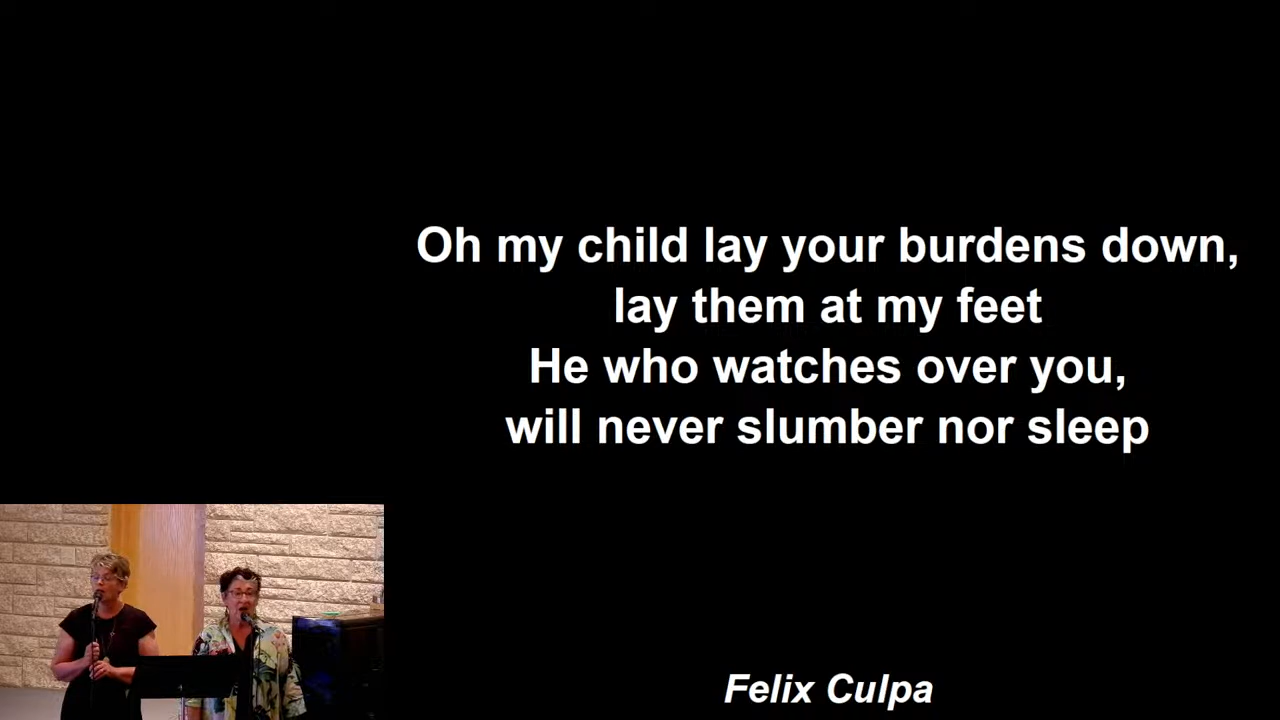 Oh my child lay your burdens down,
lay them at my feet
He who watches over you,
will never slumber nor sleep
Felix Culpa